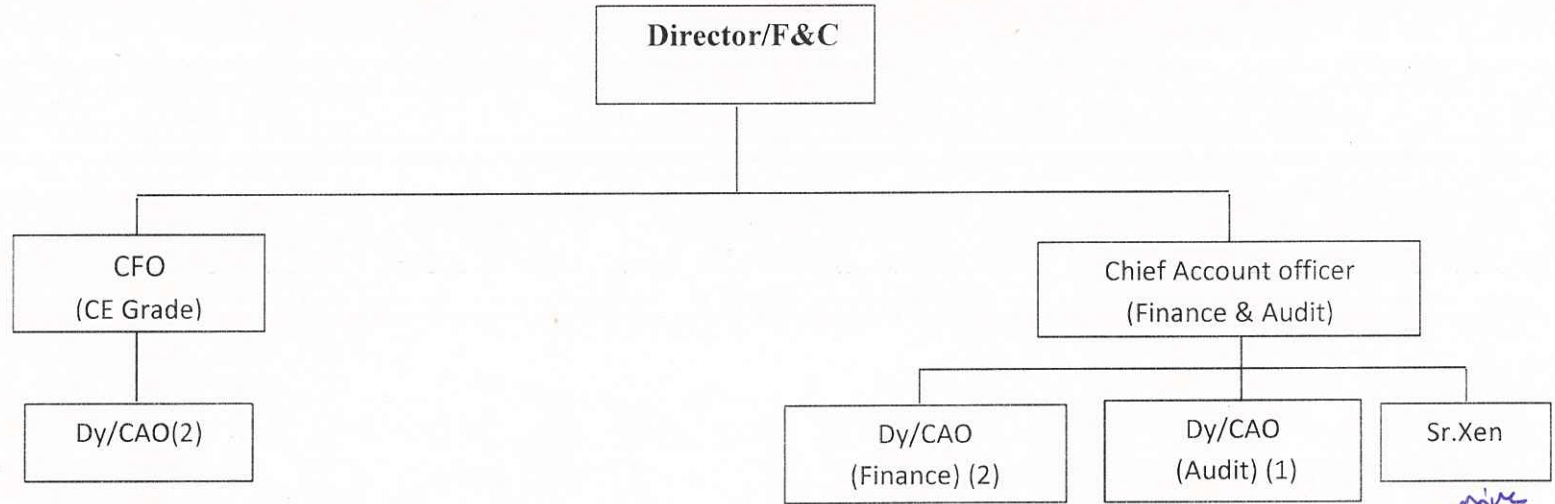 Director/F&C
CFO
(CE Grade)
Chief Account officer
(Finance & Audit)
Dy/CAO(2)
Dy/CAO
(Finance) (2)
Dy/CAO
(Audit) (1)
Sr.Xen